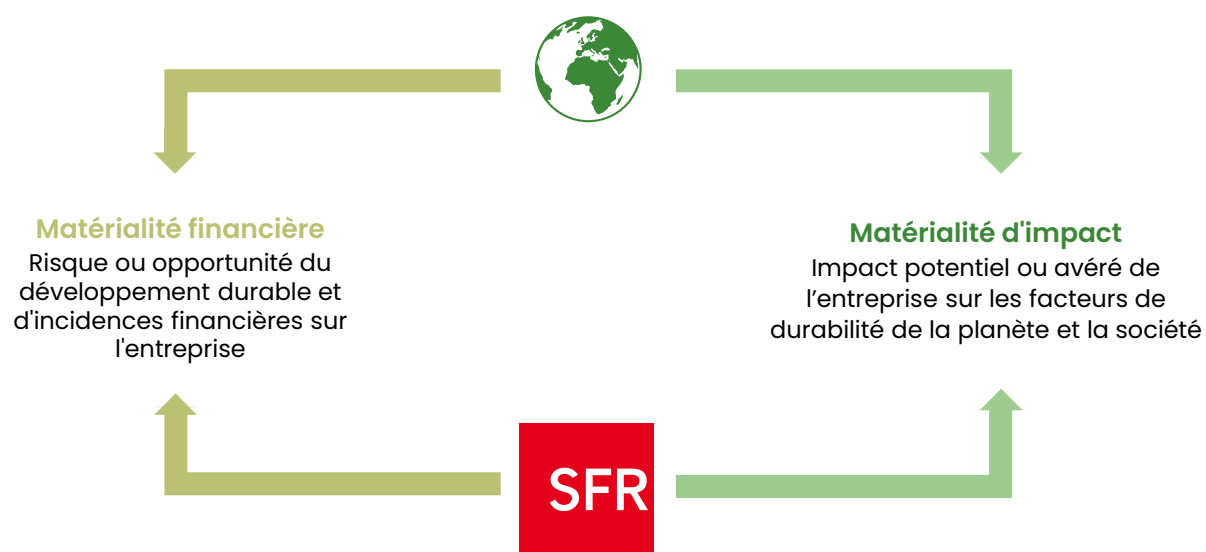 Matérialité financière
Risque ou opportunité du
développement durable et
d'incidences financières sur
l'entreprise
Matérialité d'impact
Impact potentiel ou avéré de
l’entreprise sur les facteurs de
durabilité de la planète et la société
SFR